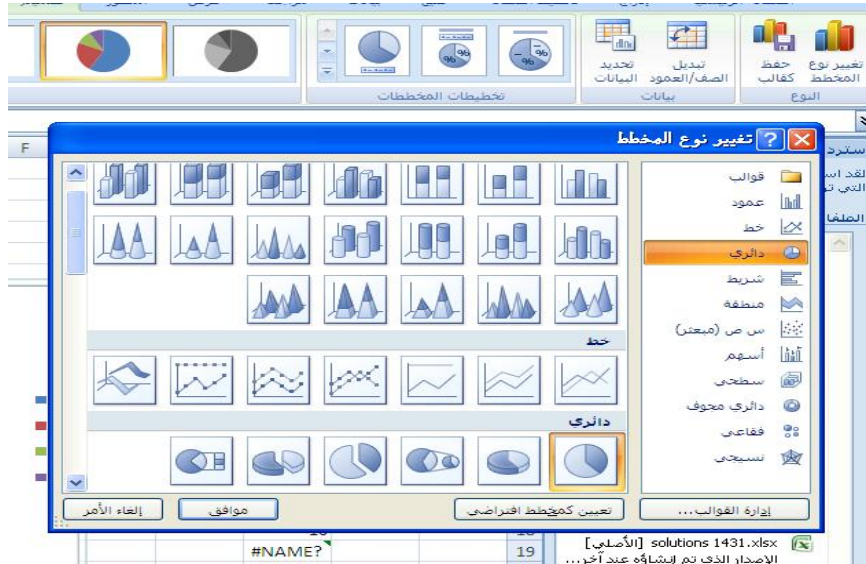 تغيير نوع المخطط
حفظ كقالب
تبديل الصف/العمود
تحديد البيانات
النوع
بيانات
تخطيطات المخططات
F
تغيير نوع المخطط
قوالب
عمود
خط
دائري
شريط
منطقة
س ص (مبعثر)
أسهم
سطحي
دائري مجوف
فقاعي
نسيجي
خط
دائري
إدارة القوالب...
تعيين كمخطط افتراضي
موافق
إلغاء الأمر
#NAME?
19
solutions 1431.xlsx [الأصلي]
الإصدار الذي تم إنشاؤه عند آخر...